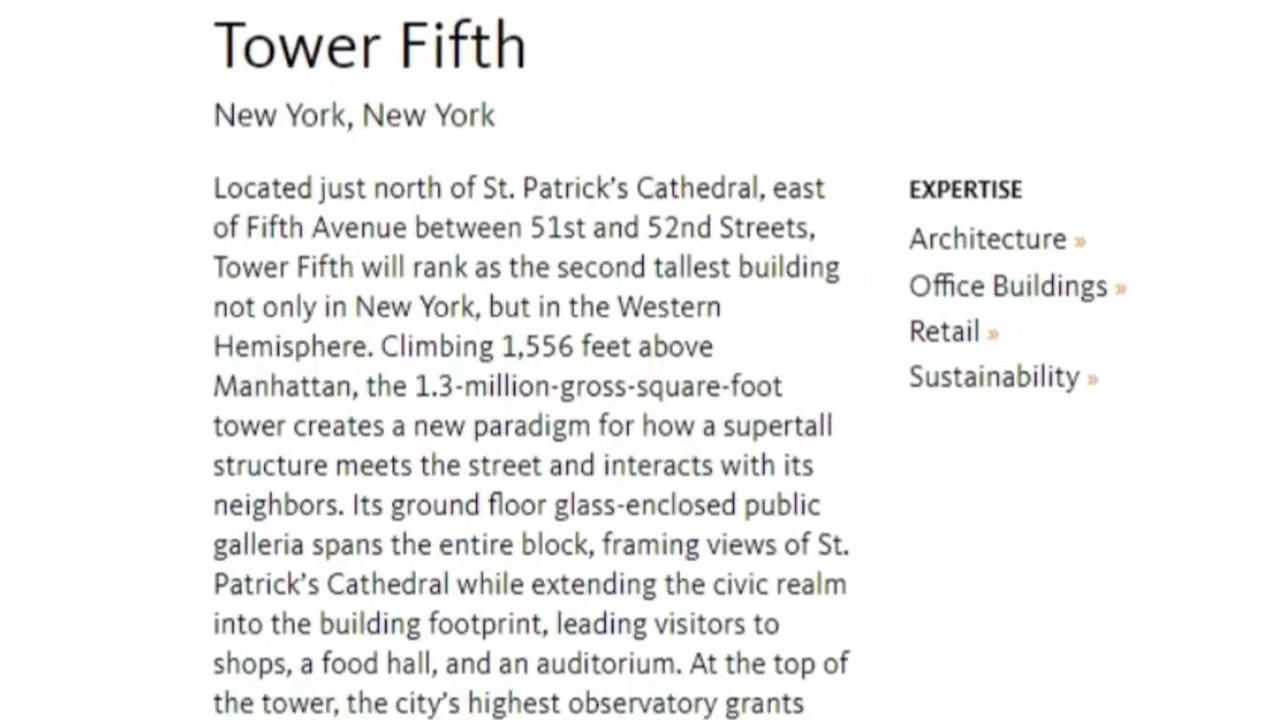 Tower Fifth
New York, New York
Located just north of St. Patrick’s Cathedral, east
of Fifth Avenue between 51st and 52nd Streets,
Tower Fifth will rank as the second tallest building
not only in New York, but in the Western
Hemisphere. Climbing 1,556 feet above
Manhattan, the 1.3-million-gross-square-foot
tower creates a new paradigm for how a supertall
structure meets the street and interacts with its
neighbors. Its ground floor glass-enclosed public
galleria spans the entire block, framing views of St.
Patrick’s Cathedral while extending the civic realm
into the building footprint, leading visitors to
shops, a food hall, and an auditorium. At the top of
the tower, the city’s highest observatory grants
EXPERTISE
Architecture »
Office Buildings »
Retail »
Sustainability »